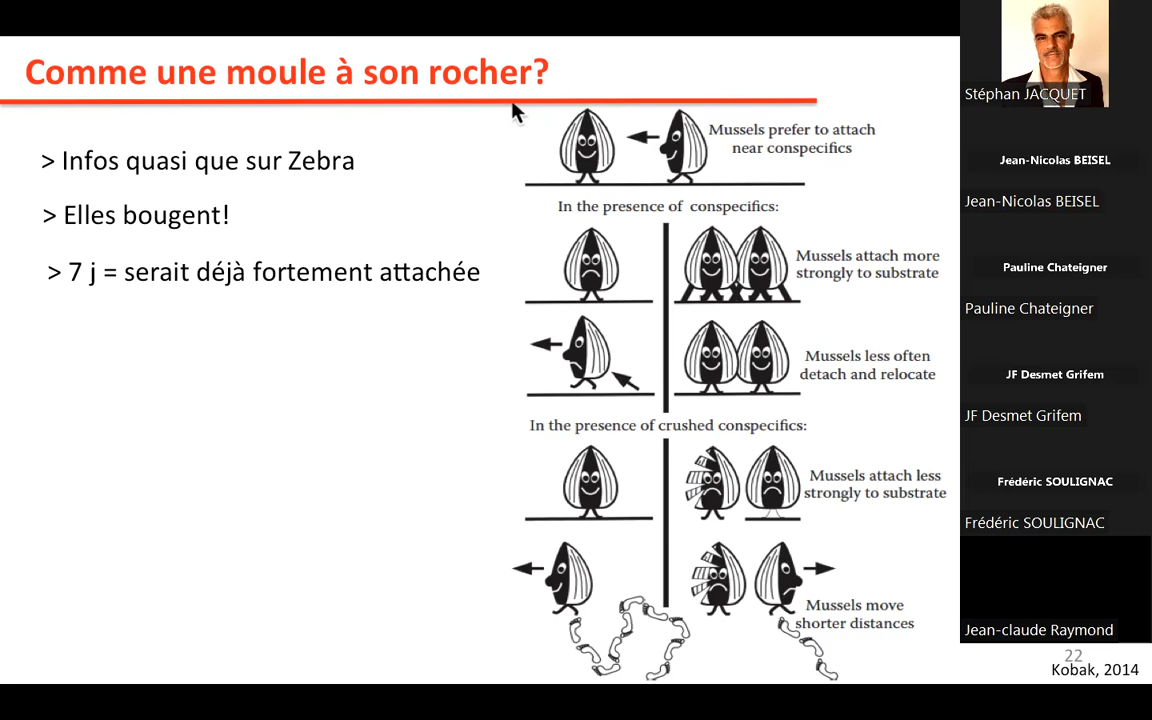 Comme une moule à son rocher?
> Infos quasi que sur Zebra
> Elles bougent!
> 7 j = serait déjà fortement attachée
Mussels prefer to attach
near conspecifics
In the presence of conspecifics:
Mussels attach more
strongly to substrate
Mussels less often
detach and relocate
In the presence of crushed conspecifics:
Mussels attach less
strongly to substrate
Mussels move
shorter distances
22
Kobak, 2014
Stéphan JACQUET
Jean-Nicolas BEISEL
Jean-Nicolas BEISEL
Pauline Chateigner
Pauline Chateigner
JF Desmet Grifem
JF Desmet Grifem
Frédéric SOULIGNAC
Frédéric SOULIGNAC
Jean-claude Raymond